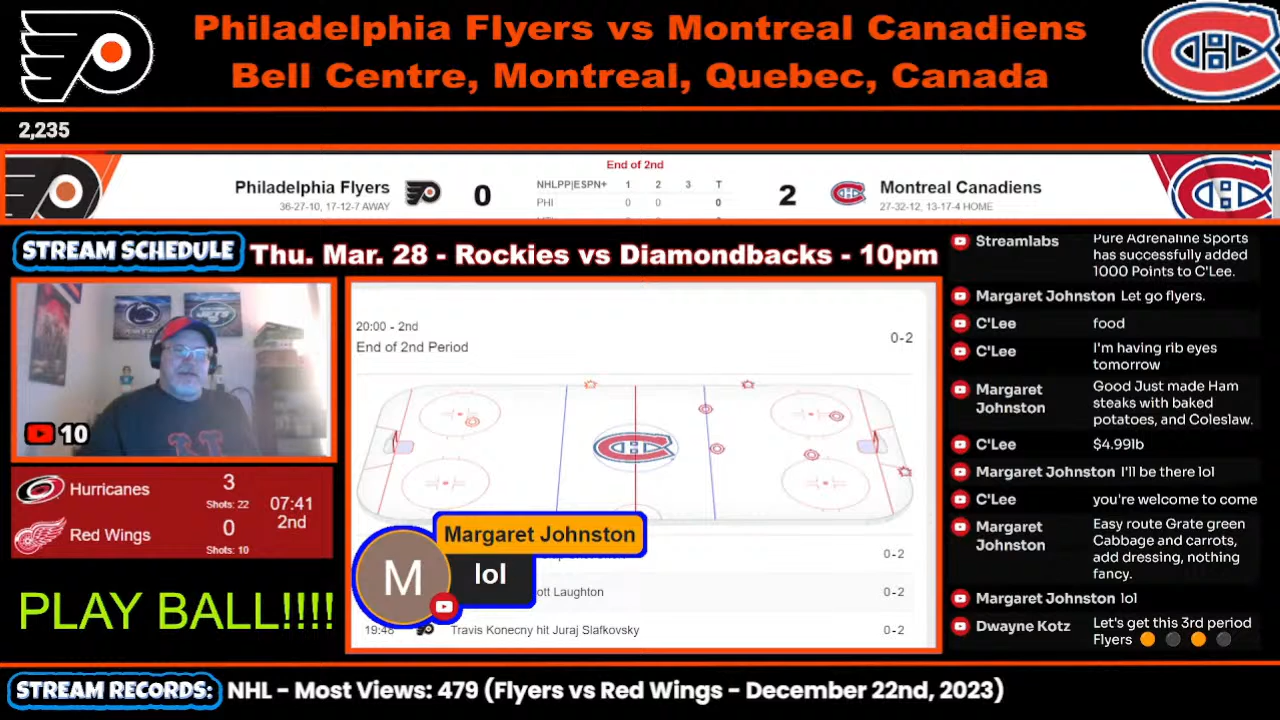 Philadelphia Flyers vs Montreal Canadiens
Bell Centre, Montreal, Quebec, Canada
2,235
End of 2nd
Philadelphia Flyers
36-27-10, 17-12-7 AWAY
0
NHLPP|ESPN+ 1 2 3 T
PHI 0 0 0
2
Montreal Canadiens
27-32-12, 13-17-4 HOME
STREAM SCHEDULE
Thu. Mar. 28 - Rockies vs Diamondbacks - 10pm
JETS
10
Hurricanes 3
Shots: 22
Red Wings 0
Shots: 10
07:41
2nd
PLAY BALL!!!!
20:00 - 2nd
End of 2nd Period
0-2
Margaret Johnston
M
lol
0-2
ott Laughton 0-2
19:48 Travis Konecny hit Juraj Slafkovsky 0-2
Streamlabs Pure Adrenaline Sports
has successfully added
1000 Points to C'Lee.
Margaret Johnston Let go flyers.
C'Lee food
C'Lee I'm having rib eyes
tomorrow
Margaret Johnston Good Just made Ham
steaks with baked
potatoes, and Coleslaw.
C'Lee $4.99lb
Margaret Johnston I'll be there lol
C'Lee you're welcome to come
Margaret Johnston Easy route Grate green
Cabbage and carrots,
add dressing, nothing
fancy.
Margaret Johnston lol
Dwayne Kotz Let's get this 3rd period
Flyers 🟠 ⚫ 🟠 ⚫
STREAM RECORDS: NHL - Most Views: 479 (Flyers vs Red Wings - December 22nd, 2023)